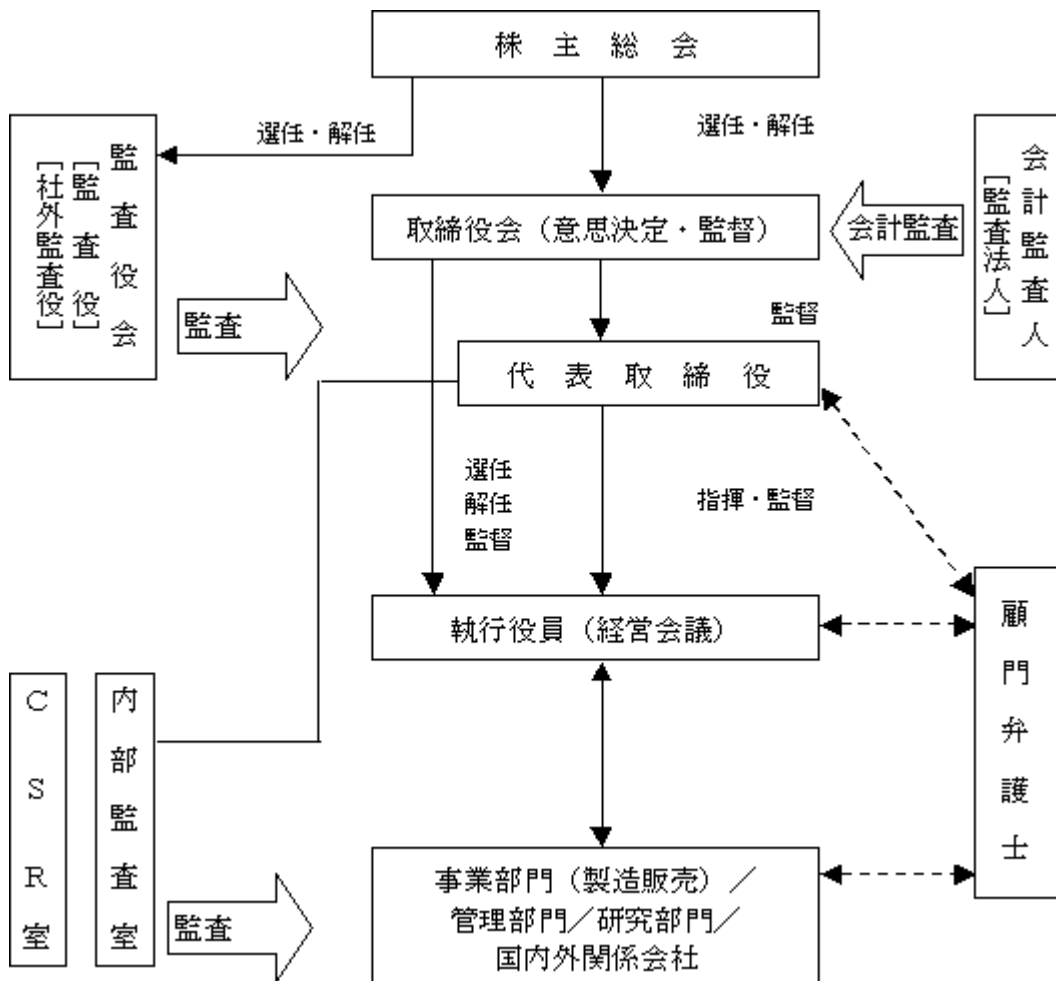 株主総会
選任・解任
選任・解任
監査役会
［監査役］
［社外監査役］
取締役会（意思決定・監督）
会計監査
会計監査人
［監査法人］
監査
監督
代表取締役
選任
解任
監督
指揮・監督
執行役員（経営会議）
顧問弁護士
CSR室
内部監査室
監査
事業部門（製造販売）／
管理部門／研究部門／
国内外関係会社